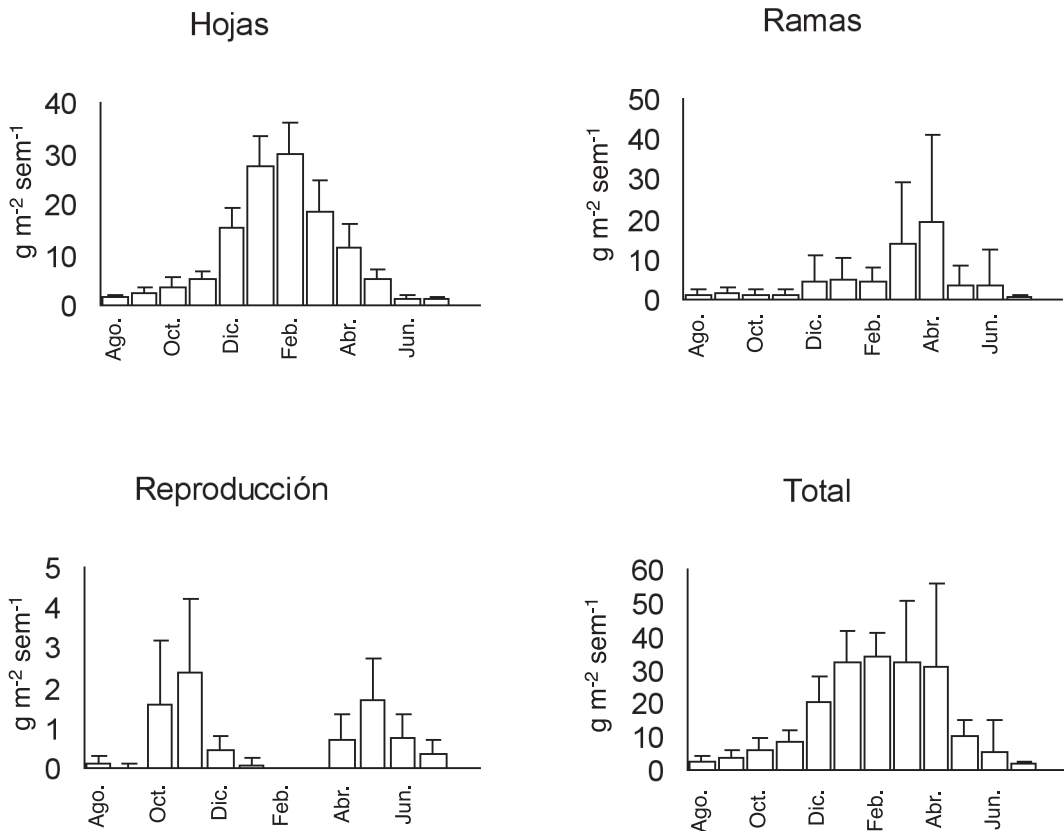 Hojas
g m-2 sem-1
40
30
20
10
0
Ago.
Oct.
Dic.
Feb.
Abr.
Jun.
Ramas
g m-2 sem-1
50
40
30
20
10
0
Ago.
Oct.
Dic.
Feb.
Abr.
Jun.
Reproducción
g m-2 sem-1
5
4
3
2
1
0
Ago.
Oct.
Dic.
Feb.
Abr.
Jun.
Total
g m-2 sem-1
60
50
40
30
20
10
0
Ago.
Oct.
Dic.
Feb.
Abr.
Jun.